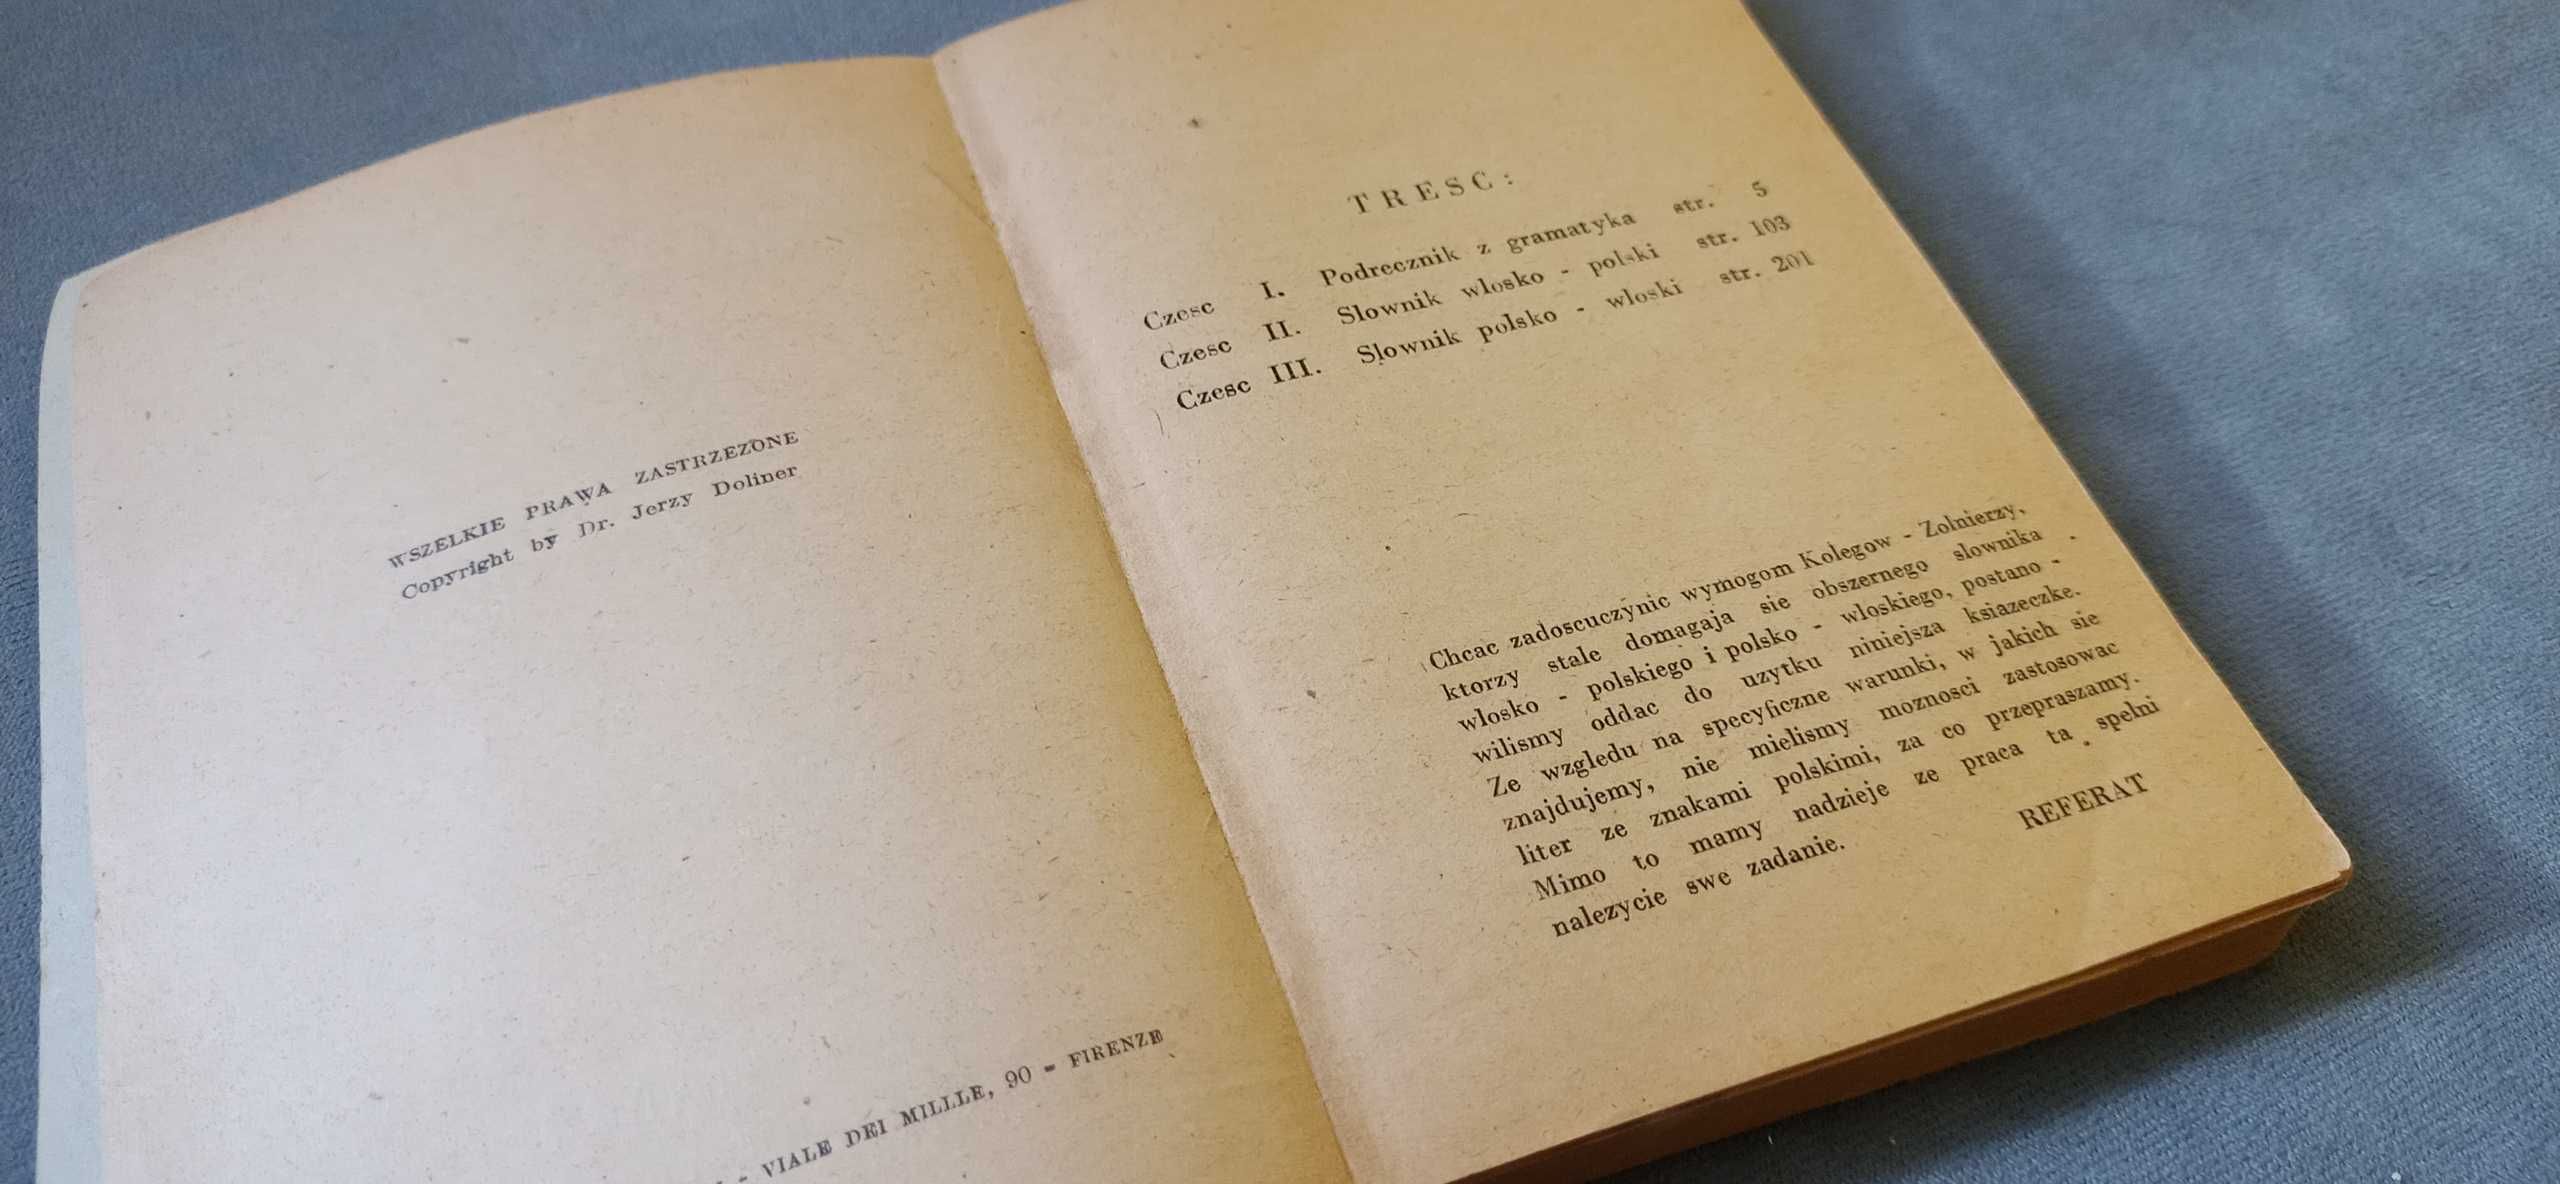 WSZELKIE PRAWA ZASTRZEZONE
Copyright by Dr. Jerzy Doliner
- VIALE DEI MILLLE, 90 - FIRENZE
TRESC:
Czesc I. Podrecznik z gramatyka str. 5
Czesc II. Slownik wlosko - polski str. 103
Czesc III. Slownik polsko - wloski str. 201
Chcac zadoscuczynic wymogom Kolegow - Zolnierzy,
ktorzy stale domagaja sie obszernego slownika
wlosko - polskiego i polsko - wloskiego, postano -
wilismy oddac do uzytku niniejsza ksiazeczke.
Ze wzgledu na specyficzne warunki, w jakich sie
znajdujemy, nie mielismy moznosci zastosowac
liter ze znakami polskimi, za co przepraszamy.
Mimo to mamy nadzieje ze praca ta spelni
nalezycie swe zadanie.
REFERAT